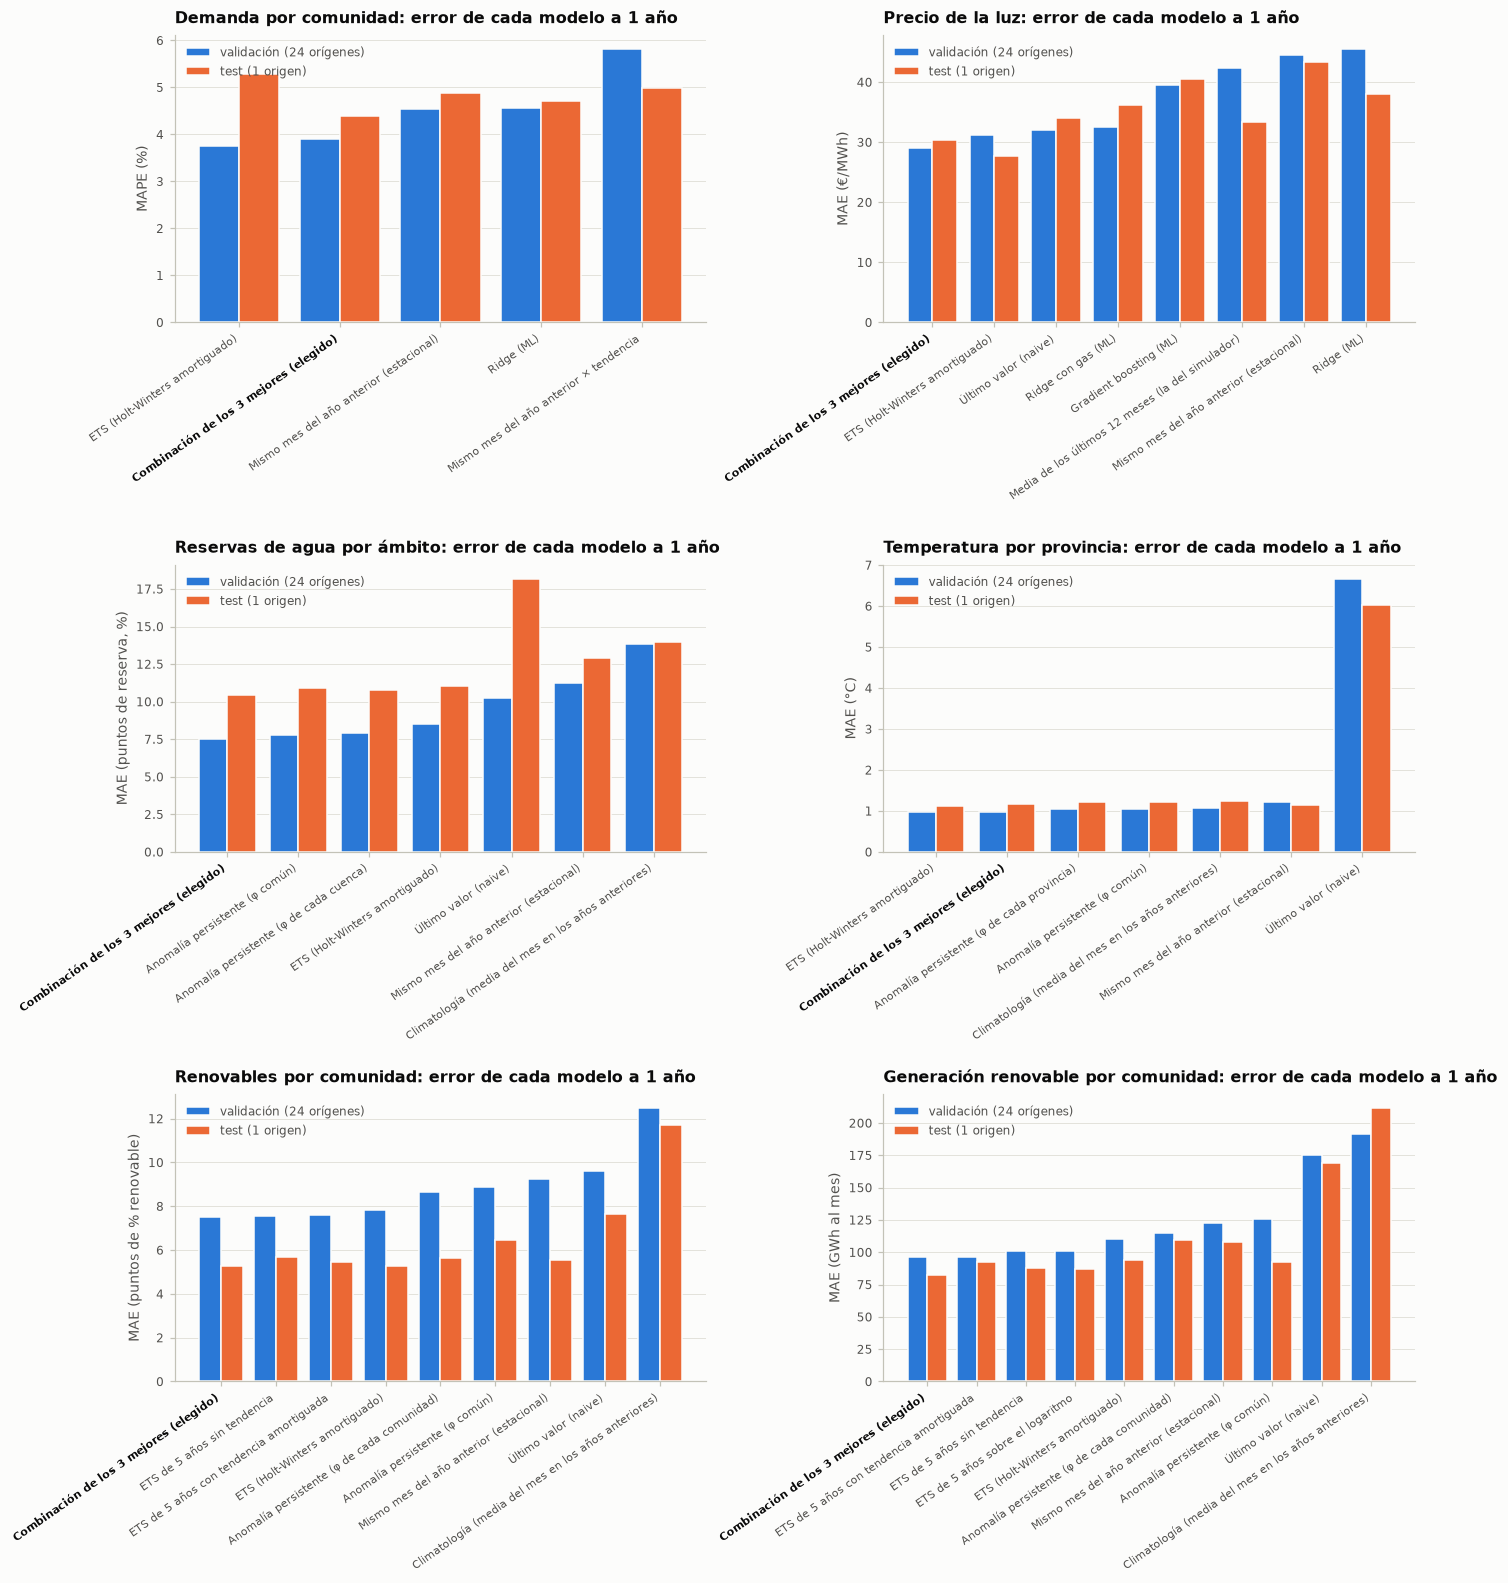 Demanda por comunidad: error de cada modelo a 1 año
validación (24 orígenes)
test (1 origen)
MAPE (%)
6
5
4
3
2
1
0
ETS (Holt-Winters amortiguado)
Combinación de los 3 mejores (elegido)
Mismo mes del año anterior (estacional)
Ridge (ML)
Mismo mes del año anterior × tendencia
Precio de la luz: error de cada modelo a 1 año
validación (24 orígenes)
test (1 origen)
MAE (€/MWh)
40
30
20
10
0
Combinación de los 3 mejores (elegido)
ETS (Holt-Winters amortiguado)
Último valor (naive)
Ridge con gas (ML)
Gradient boosting (ML)
Media de los últimos 12 meses (la del simulador)
Mismo mes del año anterior (estacional)
Ridge (ML)
Reservas de agua por ámbito: error de cada modelo a 1 año
validación (24 orígenes)
test (1 origen)
MAE (puntos de reserva, %)
17.5
15.0
12.5
10.0
7.5
5.0
2.5
0.0
Combinación de los 3 mejores (elegido)
Anomalía persistente (φ común)
Anomalía persistente (φ de cada cuenca)
ETS (Holt-Winters amortiguado)
Último valor (naive)
Mismo mes del año anterior (estacional)
Climatología (media del mes en los años anteriores)
Temperatura por provincia: error de cada modelo a 1 año
validación (24 orígenes)
test (1 origen)
MAE (°C)
7
6
5
4
3
2
1
0
ETS (Holt-Winters amortiguado)
Combinación de los 3 mejores (elegido)
Anomalía persistente (φ de cada provincia)
Anomalía persistente (φ común)
Climatología (media del mes en los años anteriores)
Mismo mes del año anterior (estacional)
Último valor (naive)
Renovables por comunidad: error de cada modelo a 1 año
validación (24 orígenes)
test (1 origen)
MAE (puntos de % renovable)
12
10
8
6
4
2
0
Combinación de los 3 mejores (elegido)
ETS de 5 años sin tendencia
ETS de 5 años con tendencia amortiguada
ETS (Holt-Winters amortiguado)
Anomalía persistente (φ de cada comunidad)
Anomalía persistente (φ común)
Mismo mes del año anterior (estacional)
Último valor (naive)
Climatología (media del mes en los años anteriores)
Generación renovable por comunidad: error de cada modelo a 1 año
validación (24 orígenes)
test (1 origen)
MAE (GWh al mes)
200
175
150
125
100
75
50
25
0
Combinación de los 3 mejores (elegido)
ETS de 5 años con tendencia amortiguada
ETS de 5 años sin tendencia
ETS de 5 años sobre el logaritmo
ETS (Holt-Winters amortiguado)
Anomalía persistente (φ de cada comunidad)
Mismo mes del año anterior (estacional)
Anomalía persistente (φ común)
Último valor (naive)
Climatología (media del mes en los años anteriores)